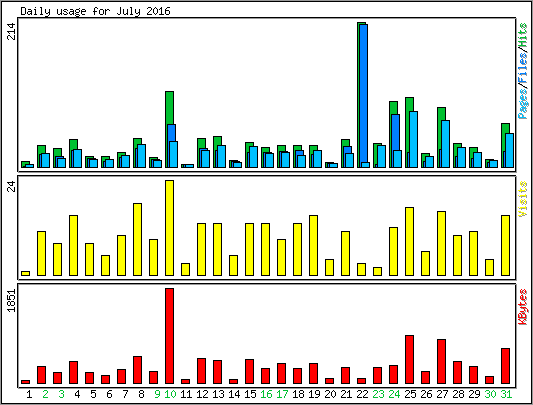 Daily usage for July 2016
214
Pages/Files/Hits
24
Visits
1851
KBytes
1 2 3 4 5 6 7 8 9 10 11 12 13 14 15 16 17 18 19 20 21 22 23 24 25 26 27 28 29 30 31